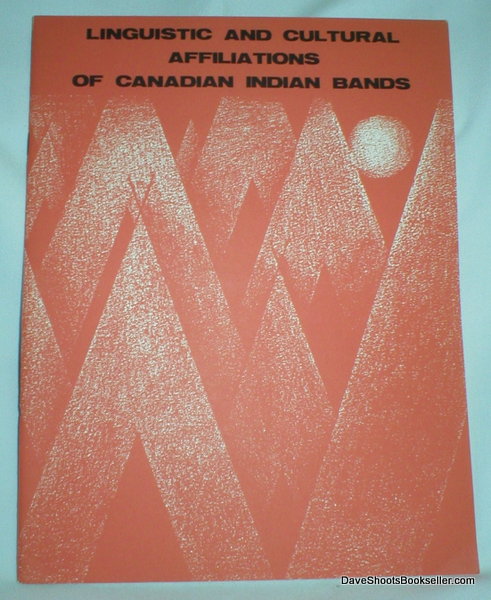 LINGUISTIC AND CULTURAL
AFFILIATIONS
OF CANADIAN INDIAN BANDS
DaveShootsBookseller.com